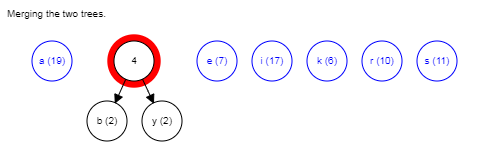 Merging the two trees.
a (19)
4
e (7)
i (17)
k (6)
r (10)
s (11)
b (2)
y (2)